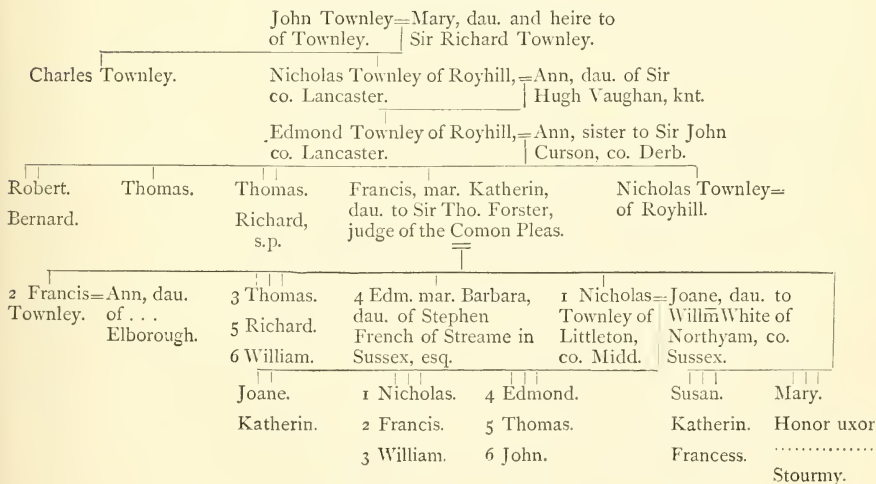 John Townley=Mary, dau. and heire to
of Townley. Sir Richard Townley.
Charles Townley.
Nicholas Townley of Royhill,=Ann, dau. of Sir
co. Lancaster. Hugh Vaughan, knt.
Edmond Townley of Royhill,=Ann, sister to Sir John
co. Lancaster. Curson, co. Derb.
Robert.
Bernard.
Thomas.
Thomas.
Richard,
s.p.
Francis, mar. Katherin,
dau. to Sir Tho. Forster,
judge of the Comon Pleas.
Nicholas Townley=
of Royhill.
2 Francis=Ann, dau.
Townley. of . . .
Elborough.
3 Thomas.
5 Richard.
6 William.
4 Edm. mar. Barbara,
dau. of Stephen
French of Streame in
Sussex, esq.
1 Nicholas=Joane, dau. to
Townley of Willm̃ White of
Littleton, Northyam, co.
co. Midd. Sussex.
Joane.
Katherin.
1 Nicholas.
2 Francis.
3 William.
4 Edmond.
5 Thomas.
6 John.
Susan.
Katherin.
Francess.
Mary.
Honor uxor
..............
Stourmy.